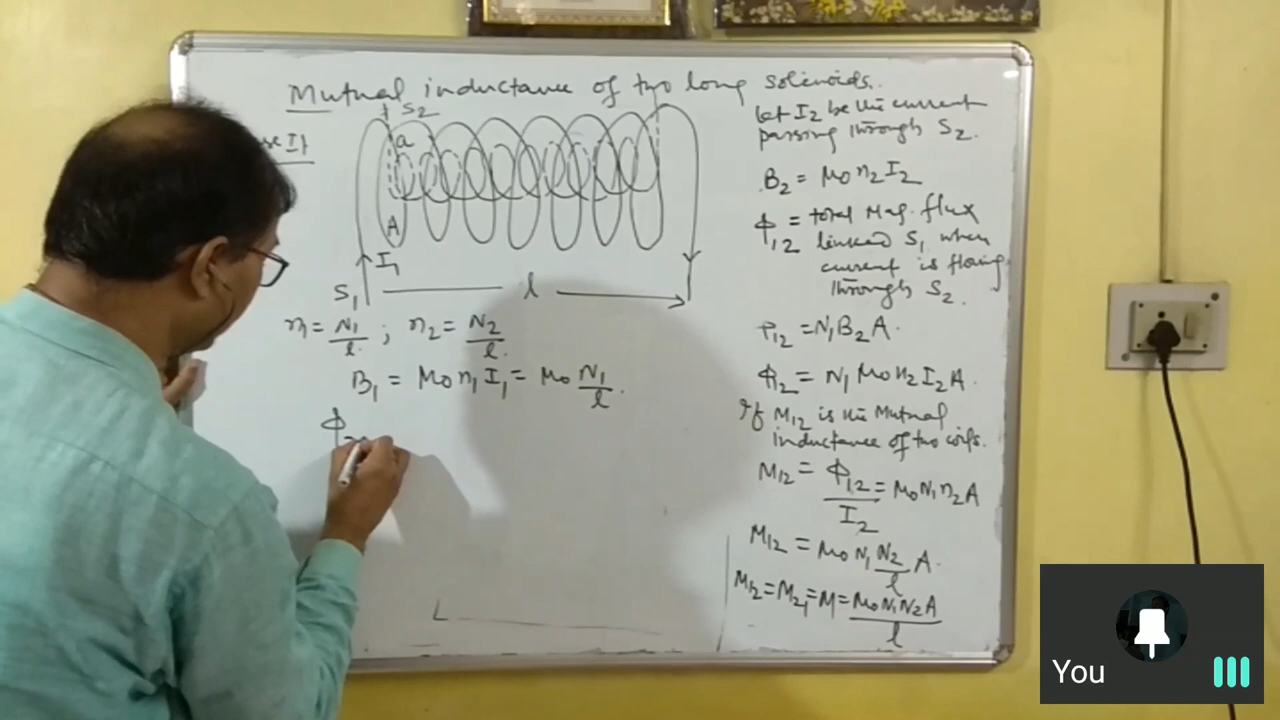 Mutual inductance of two long solenoids.
S2
a
A
I1
S1
l
n1 = N1/l ; n2 = N2/l.
B1 = μ0 n1 I1 = μ0 N1/l.
ϕ
let I2 be the current
passing through S2.
B2 = μ0 n2 I2
ϕ12 = total Mag. flux
linked S1 when
current is flowing
through S2.
ϕ12 = N1 B2 A.
ϕ12 = N1 μ0 n2 I2 A.
If M12 is the Mutual
inductance of two coils.
M12 = ϕ12/I2 = μ0 N1 n2 A
M12 = μ0 N1 N2/l A.
M12 = M21 = M = μ0 N1 N2 A/l
You